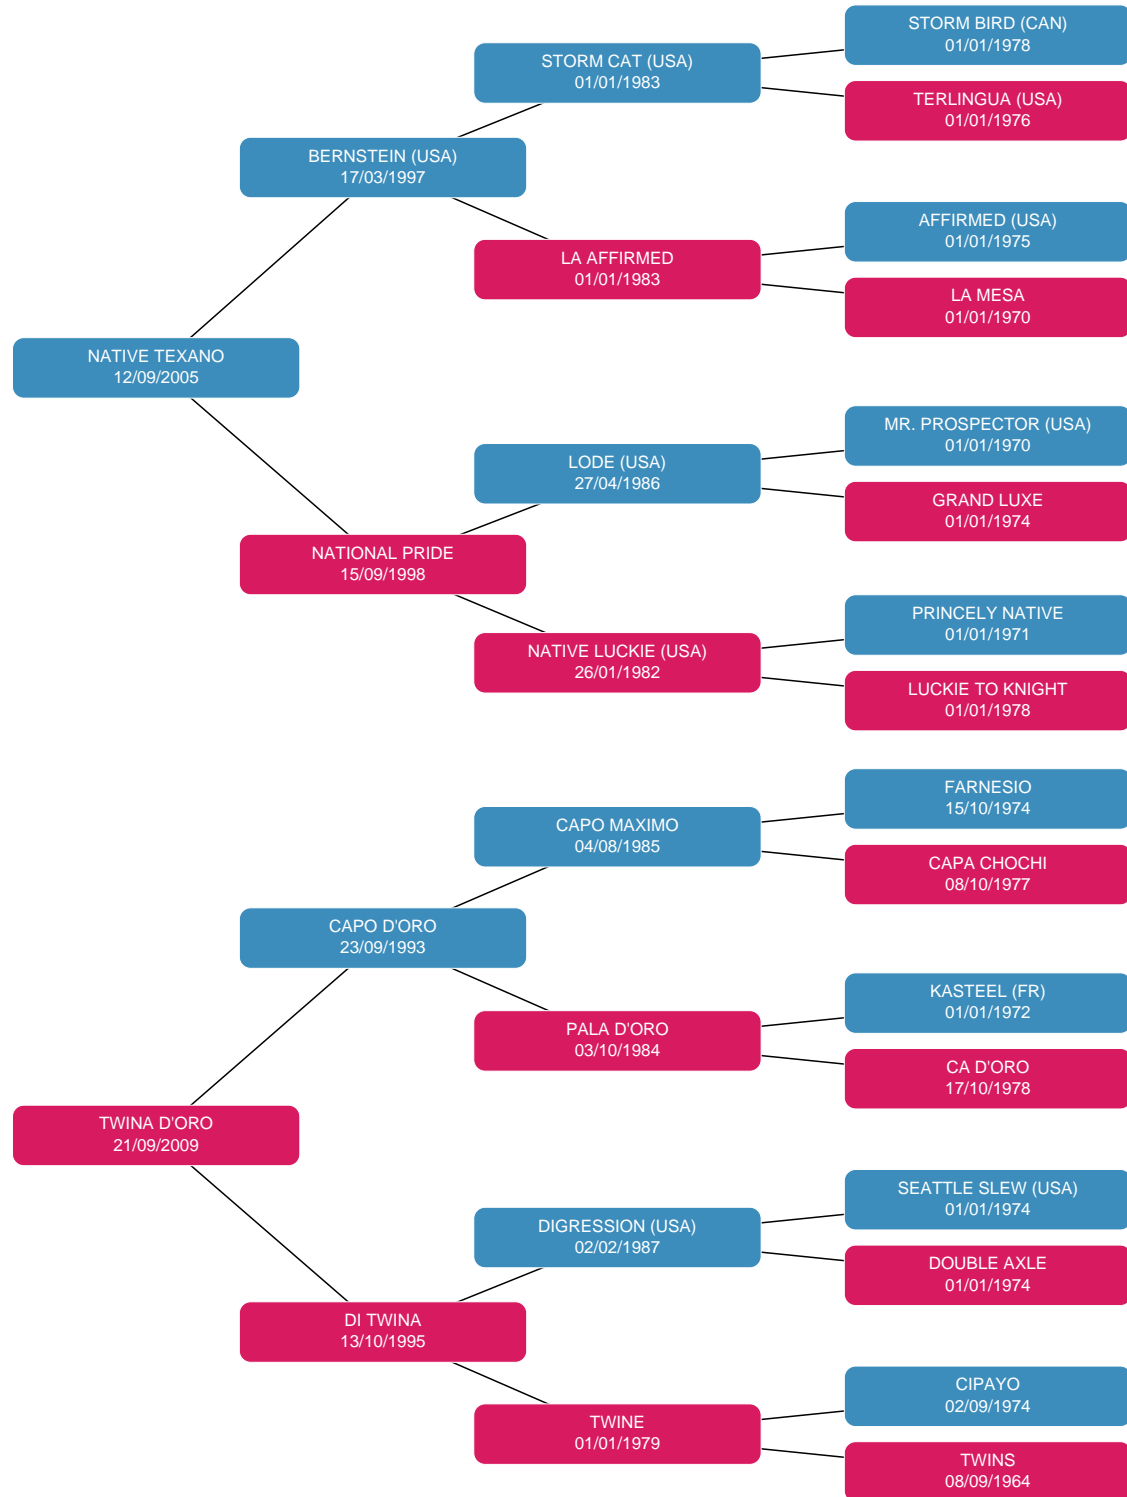 STORM BIRD (CAN)
01/01/1978
STORM CAT (USA)
01/01/1983
TERLINGUA (USA)
01/01/1976
BERNSTEIN (USA)
17/03/1997
AFFIRMED (USA)
01/01/1975
LA AFFIRMED
01/01/1983
LA MESA
01/01/1970
NATIVE TEXANO
12/09/2005
MR. PROSPECTOR (USA)
01/01/1970
LODE (USA)
27/04/1986
GRAND LUXE
01/01/1974
NATIONAL PRIDE
15/09/1998
PRINCELY NATIVE
01/01/1971
NATIVE LUCKIE (USA)
26/01/1982
LUCKIE TO KNIGHT
01/01/1978
FARNESIO
15/10/1974
CAPO MAXIMO
04/08/1985
CAPA CHOCHI
08/10/1977
CAPO D'ORO
23/09/1993
KASTEEL (FR)
01/01/1972
PALA D'ORO
03/10/1984
CA D'ORO
17/10/1978
TWINA D'ORO
21/09/2009
SEATTLE SLEW (USA)
01/01/1974
DIGRESSION (USA)
02/02/1987
DOUBLE AXLE
01/01/1974
DI TWINA
13/10/1995
CIPAYO
02/09/1974
TWINE
01/01/1979
TWINS
08/09/1964